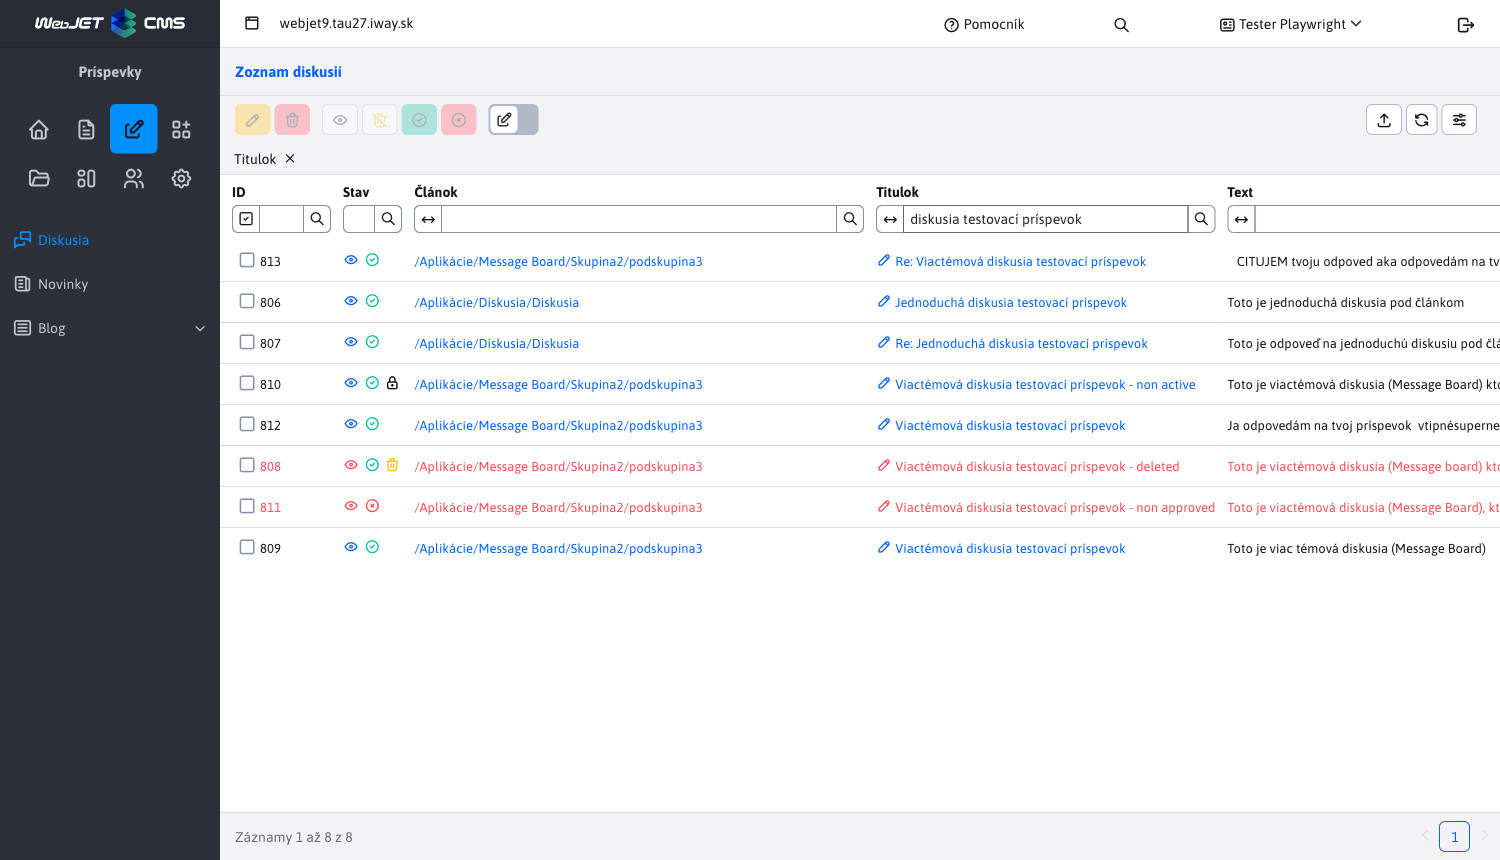 WebJET CMS
webjet9.tau27.iway.sk
Pomocník
Tester Playwright
Príspevky
Zoznam diskusií
Titulok ✕
ID
Stav
Článok
Titulok
Text
diskusia testovací príspevok
Diskusia
Novinky
Blog
813 /Aplikácie/Message Board/Skupina2/podskupina3 Re: Viactémová diskusia testovací príspevok CITUJEM tvoju odpoved aka odpovedám na tv
806 /Aplikácie/Diskusia/Diskusia Jednoduchá diskusia testovací príspevok Toto je jednoduchá diskusia pod článkom
807 /Aplikácie/Diskusia/Diskusia Re: Jednoduchá diskusia testovací príspevok Toto je odpoveď na jednoduchú diskusiu pod člá
810 /Aplikácie/Message Board/Skupina2/podskupina3 Viactémová diskusia testovací príspevok - non active Toto je viactémová diskusia (Message Board) kto
812 /Aplikácie/Message Board/Skupina2/podskupina3 Viactémová diskusia testovací príspevok Ja odpovedám na tvoj príspevok vtipnésuperne
808 /Aplikácie/Message Board/Skupina2/podskupina3 Viactémová diskusia testovací príspevok - deleted Toto je viactémová diskusia (Message board) kto
811 /Aplikácie/Message Board/Skupina2/podskupina3 Viactémová diskusia testovací príspevok - non approved Toto je viactémová diskusia (Message Board), kt
809 /Aplikácie/Message Board/Skupina2/podskupina3 Viactémová diskusia testovací príspevok Toto je viac témová diskusia (Message Board)
Záznamy 1 až 8 z 8
1